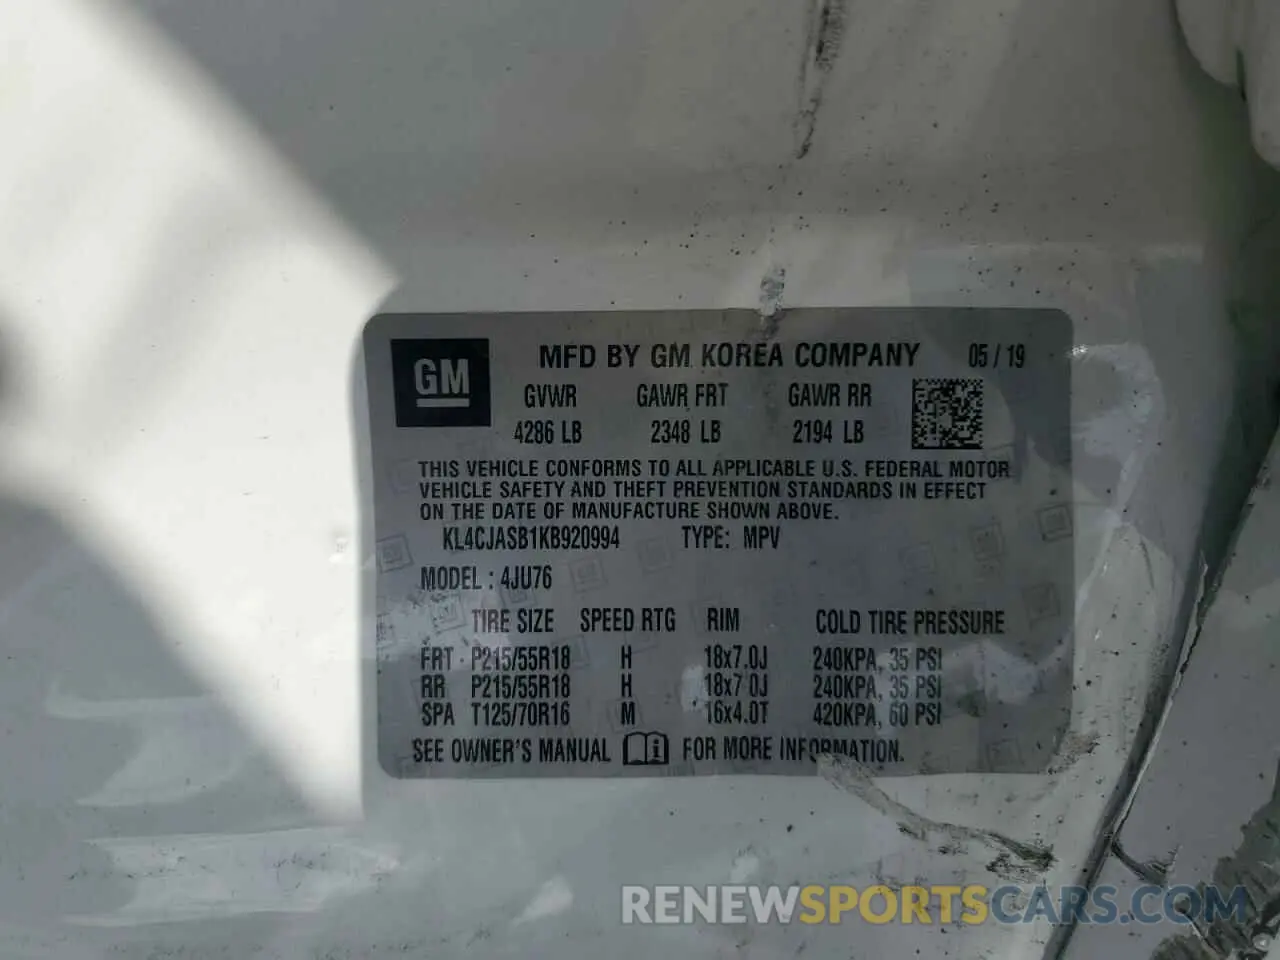 GM
MFD BY GM KOREA COMPANY 05/19
GVWR GAWR FRT GAWR RR
4286 LB 2348 LB 2194 LB
THIS VEHICLE CONFORMS TO ALL APPLICABLE U.S. FEDERAL MOTOR
VEHICLE SAFETY AND THEFT PREVENTION STANDARDS IN EFFECT
ON THE DATE OF MANUFACTURE SHOWN ABOVE.
KL4CJASB1KB920994 TYPE: MPV
MODEL : 4JU76
TIRE SIZE SPEED RTG RIM COLD TIRE PRESSURE
FRT P215/55R18 H 18x7.0J 240KPA, 35 PSI
RR P215/55R18 H 18x7.0J 240KPA, 35 PSI
SPA T125/70R16 M 16x4.0T 420KPA, 60 PSI
SEE OWNER'S MANUAL i FOR MORE INFORMATION.
RENEWSPORTSCARS.COM